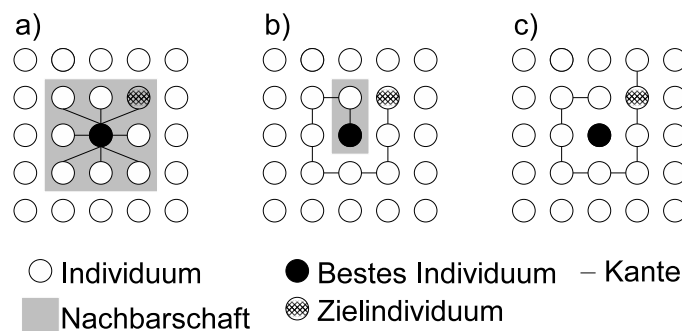 a) b) c)
Individuum Bestes Individuum – Kante
Nachbarschaft Zielindividuum